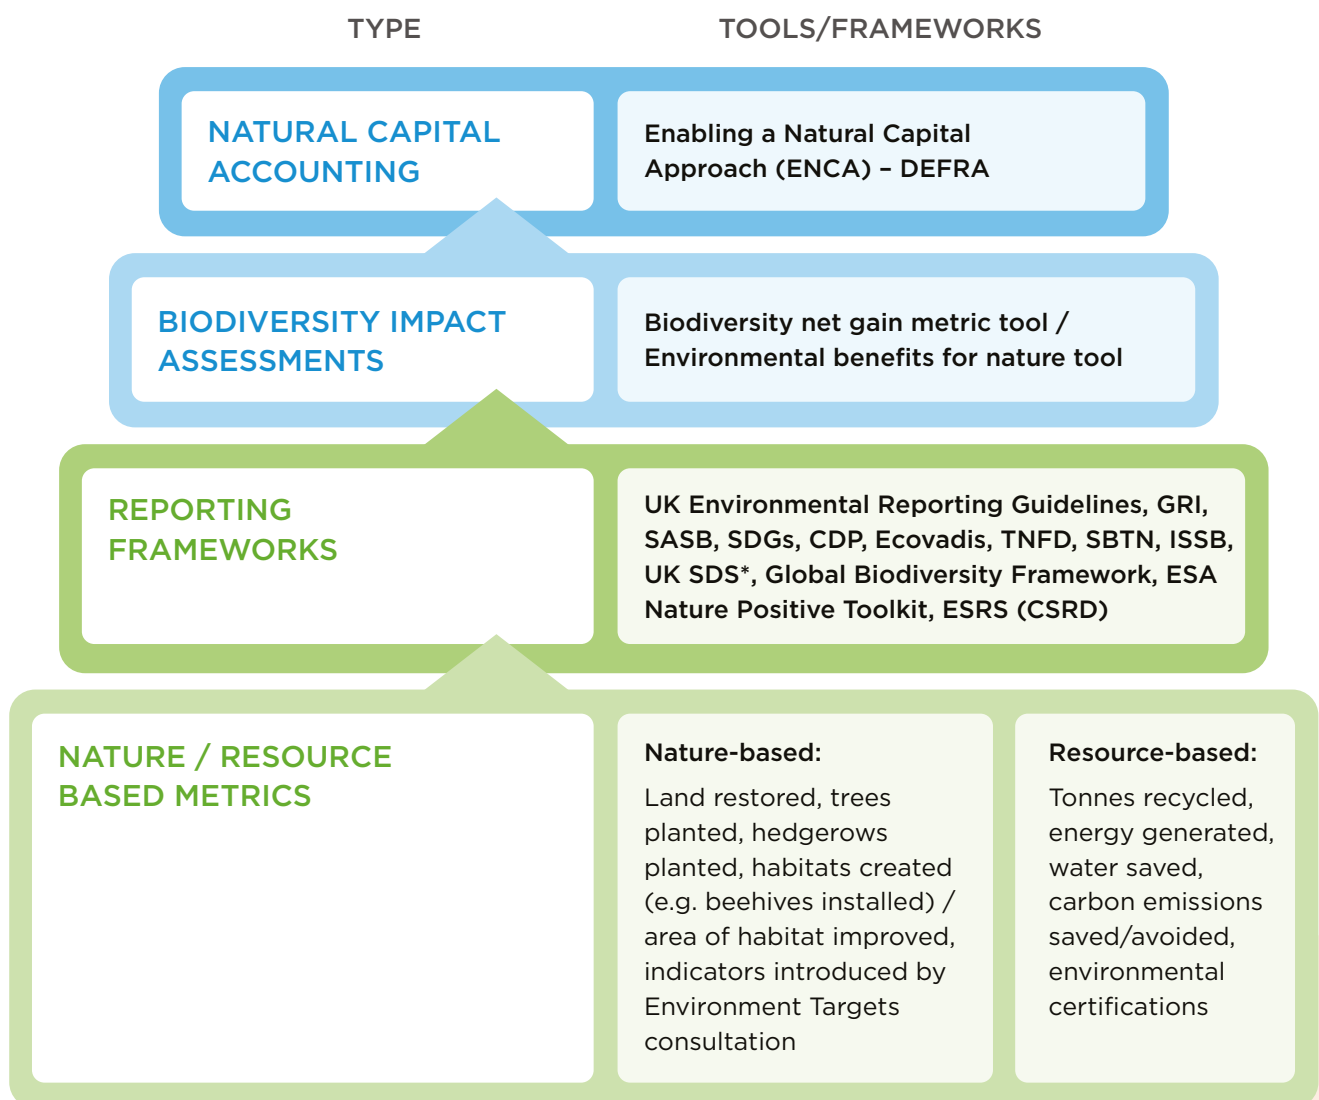 TYPE
TOOLS/FRAMEWORKS
NATURAL CAPITAL
ACCOUNTING
Enabling a Natural Capital
Approach (ENCA) – DEFRA
BIODIVERSITY IMPACT
ASSESSMENTS
Biodiversity net gain metric tool /
Environmental benefits for nature tool
REPORTING
FRAMEWORKS
UK Environmental Reporting Guidelines, GRI,
SASB, SDGs, CDP, Ecovadis, TNFD, SBTN, ISSB,
UK SDS*, Global Biodiversity Framework, ESA
Nature Positive Toolkit, ESRS (CSRD)
NATURE / RESOURCE
BASED METRICS
Nature-based:
Land restored, trees
planted, hedgerows
planted, habitats created
(e.g. beehives installed) /
area of habitat improved,
indicators introduced by
Environment Targets
consultation
Resource-based:
Tonnes recycled,
energy generated,
water saved,
carbon emissions
saved/avoided,
environmental
certifications